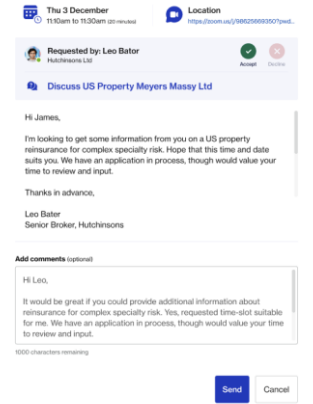 Thu 3 December
11:10am to 11:30am (20 minutes)
Location
https://zoom.us/j/98625669350?pwd...
Requested by: Leo Bator
Hutchinsons Ltd
Accept
Decline
Discuss US Property Meyers Massy Ltd
Hi James,
I'm looking to get some information from you on a US property
reinsurance for complex specialty risk. Hope that this time and date
suits you. We have an application in process, though would value your
time to review and input.
Thanks in advance,
Leo Bater
Senior Broker, Hutchinsons
Add comments (optional)
Hi Leo,
It would be great if you could provide additional information about
reinsurance for complex specialty risk. Yes, requested time-slot suitable
for me. We have an application in process, though would value your time
to review and input.
1000 characters remaining
Send
Cancel